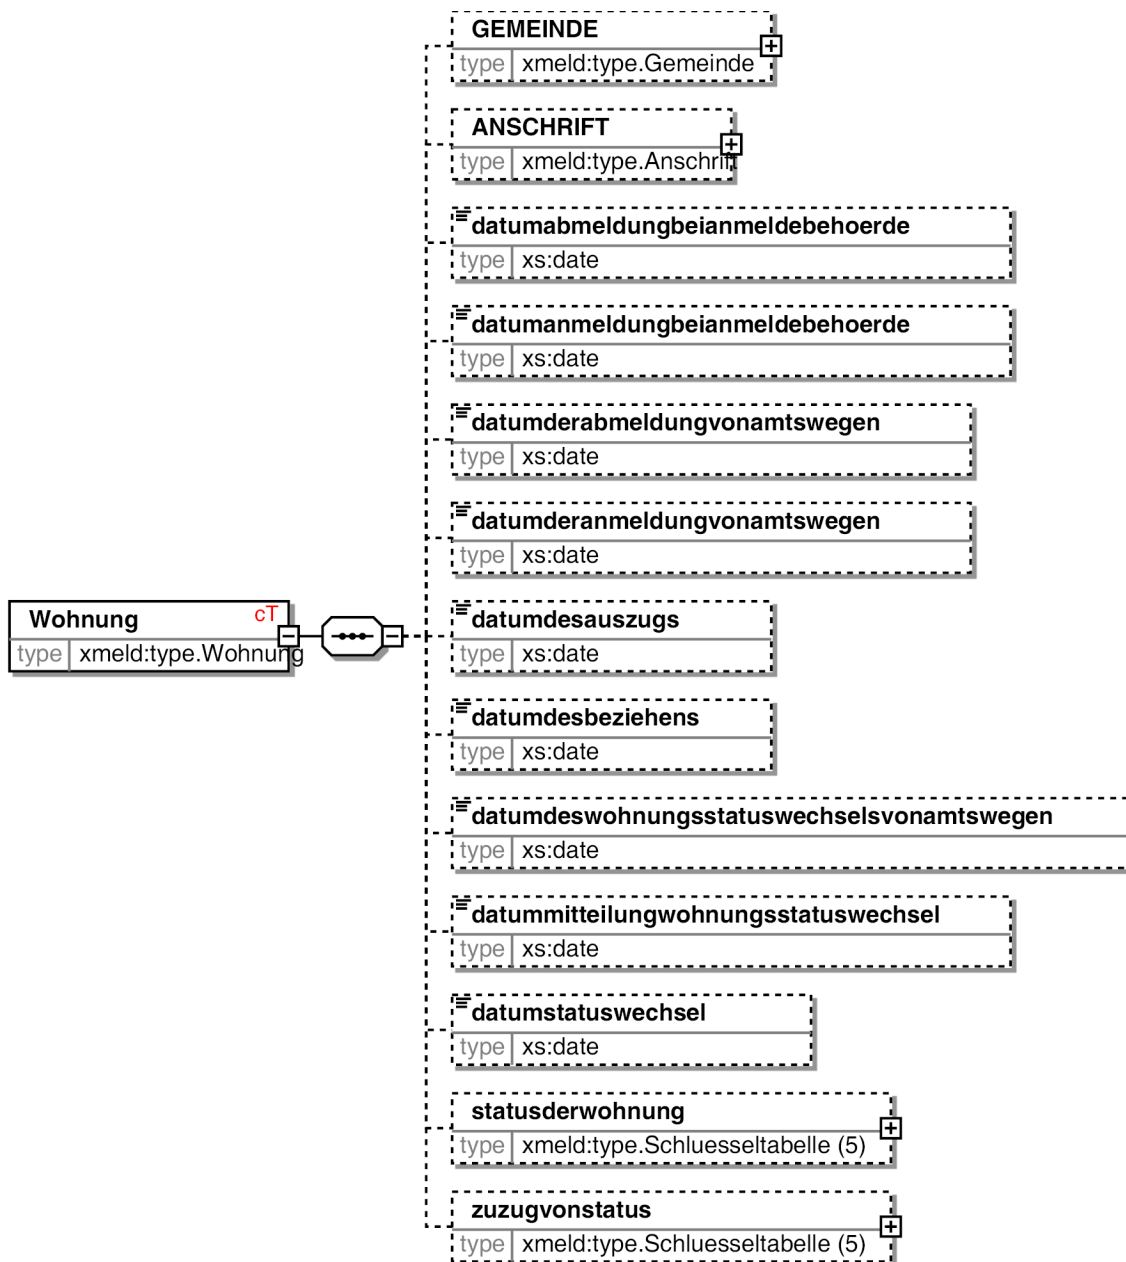 GEMEINDE
type xmeld:type.Gemeinde
ANSCHRIFT
type xmeld:type.Anschrift
datumabmeldungbeianmeldebehoerde
type xs:date
datumanmeldungbeianmeldebehoerde
type xs:date
datumderabmeldungvonamtswegen
type xs:date
datumderanmeldungvonamtswegen
type xs:date
Wohnung cT
type xmeld:type.Wohnung
datumdesauszugs
type xs:date
datumdesbeziehens
type xs:date
datumdeswohnungsstatuswechselsvonamtswegen
type xs:date
datummitteilungwohnungsstatuswechsel
type xs:date
datumstatuswechsel
type xs:date
statusderwohnung
type xmeld:type.Schluesseltabelle (5)
zuzugvonstatus
type xmeld:type.Schluesseltabelle (5)